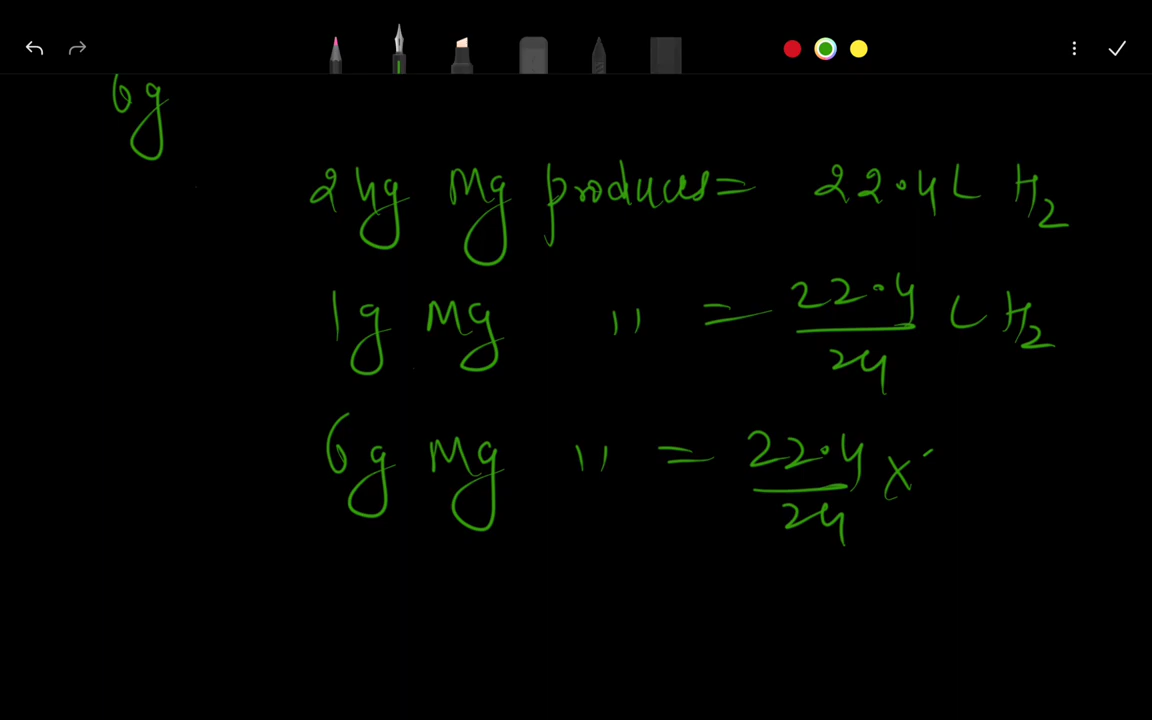 6g
24g Mg produces = 22.4L H2
1g Mg " = 22.4/24 L H2
6g Mg " = 22.4/24 X